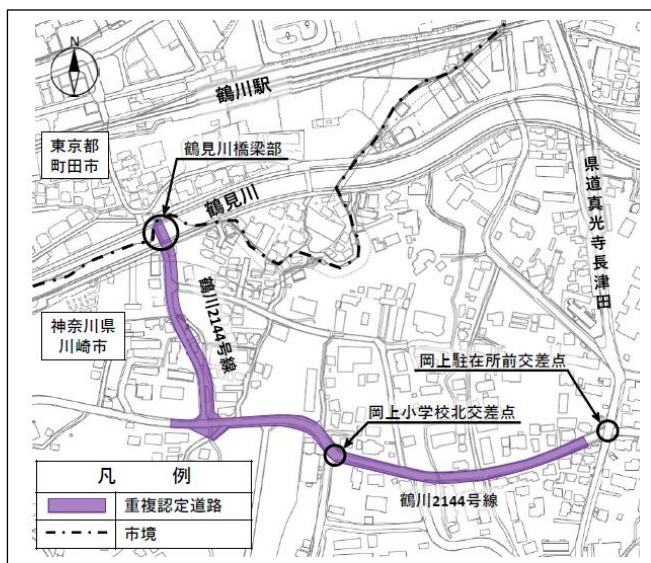 N
鶴川駅
東京都
町田市
鶴見川橋梁部
鶴見川
県道真光寺長津田
神奈川県
川崎市
鶴川2144号線
岡上駐在所前交差点
岡上小学校北交差点
鶴川2144号線
凡 例
重複認定道路
市境